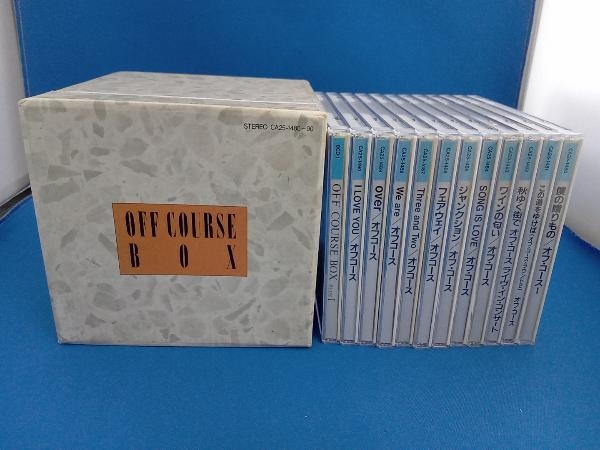 STEREO CA25-1480-90
OFF COURSE
BOX
OFF COURSE BOX
I LOVE YOU／オフコース
over／オフコース
We are／オフコース
Three and Two／オフコース
フェアウェイ／オフコース
ジャンクション／オフ・コース
SONG IS LOVE／オフコース
ワインの匂い／オフコース
秋ゆく街で／オフ・コース・ライヴ・イン・コンサート
この道をゆけば／オフ・コース
僕の贈りもの／オフ・コース